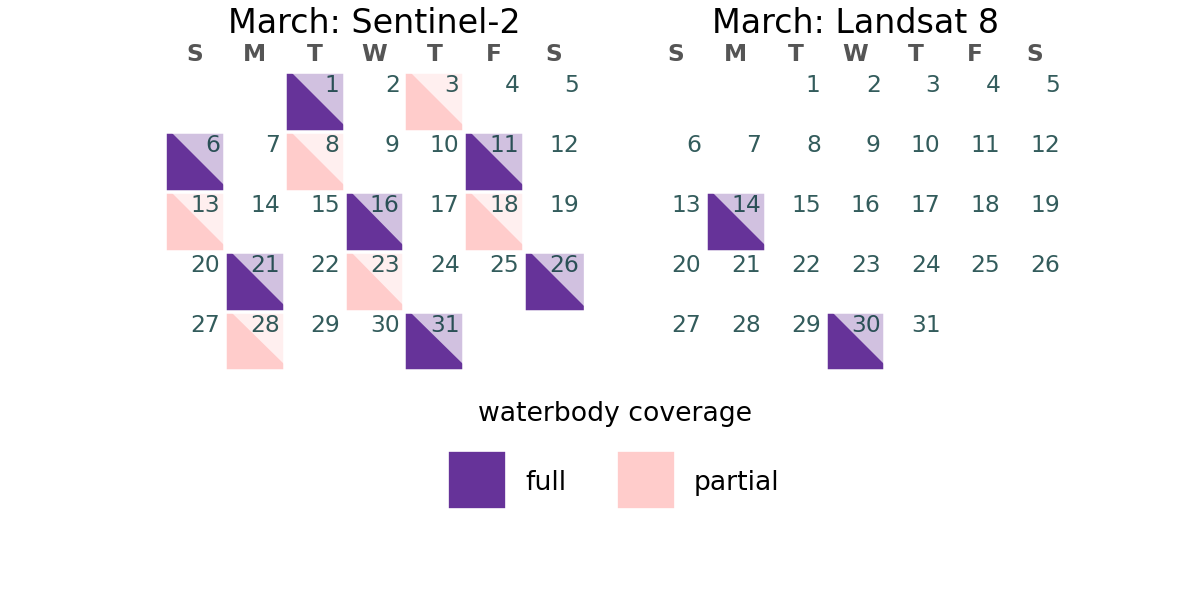 March: Sentinel-2
S M T W T F S
1 2 3 4 5
6 7 8 9 10 11 12
13 14 15 16 17 18 19
20 21 22 23 24 25 26
27 28 29 30 31
March: Landsat 8
S M T W T F S
1 2 3 4 5
6 7 8 9 10 11 12
13 14 15 16 17 18 19
20 21 22 23 24 25 26
27 28 29 30 31
waterbody coverage
full partial